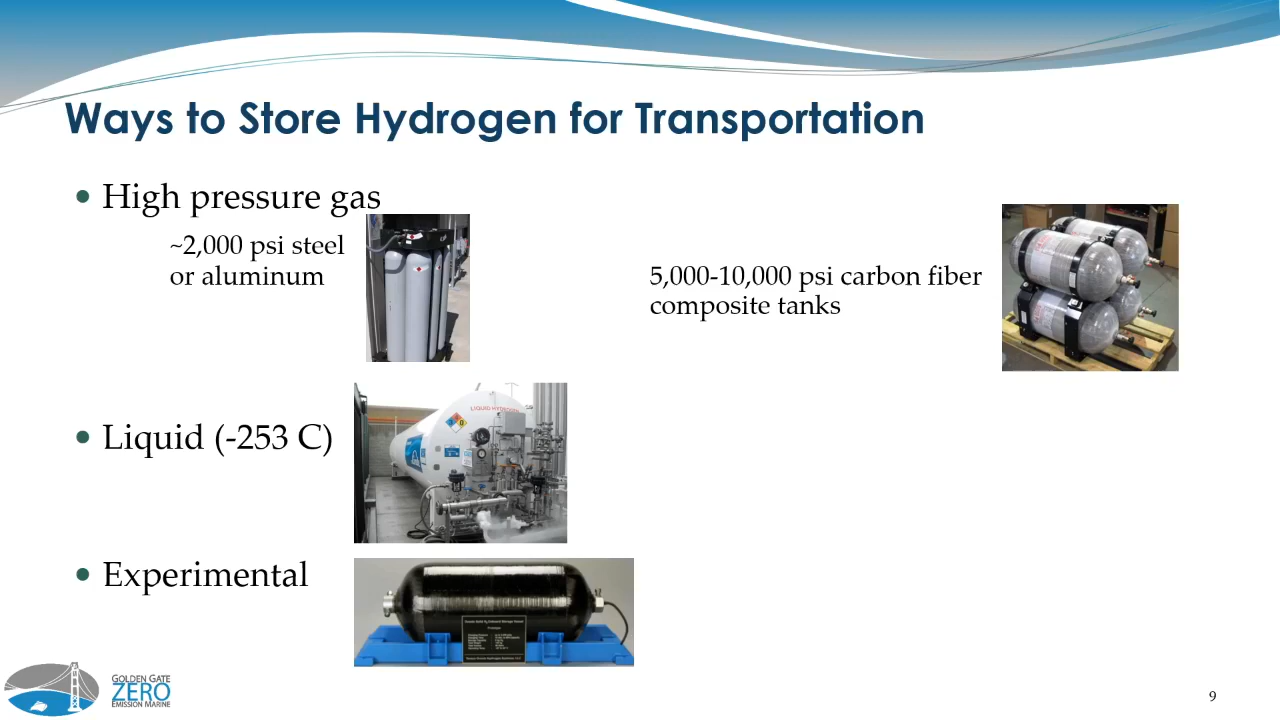 Ways to Store Hydrogen for Transportation
• High pressure gas
~2,000 psi steel
or aluminum
5,000-10,000 psi carbon fiber
composite tanks
• Liquid (-253 C)
LIQUID HYDROGEN
• Experimental
GOLDEN GATE
ZERO
EMISSION MARINE
9